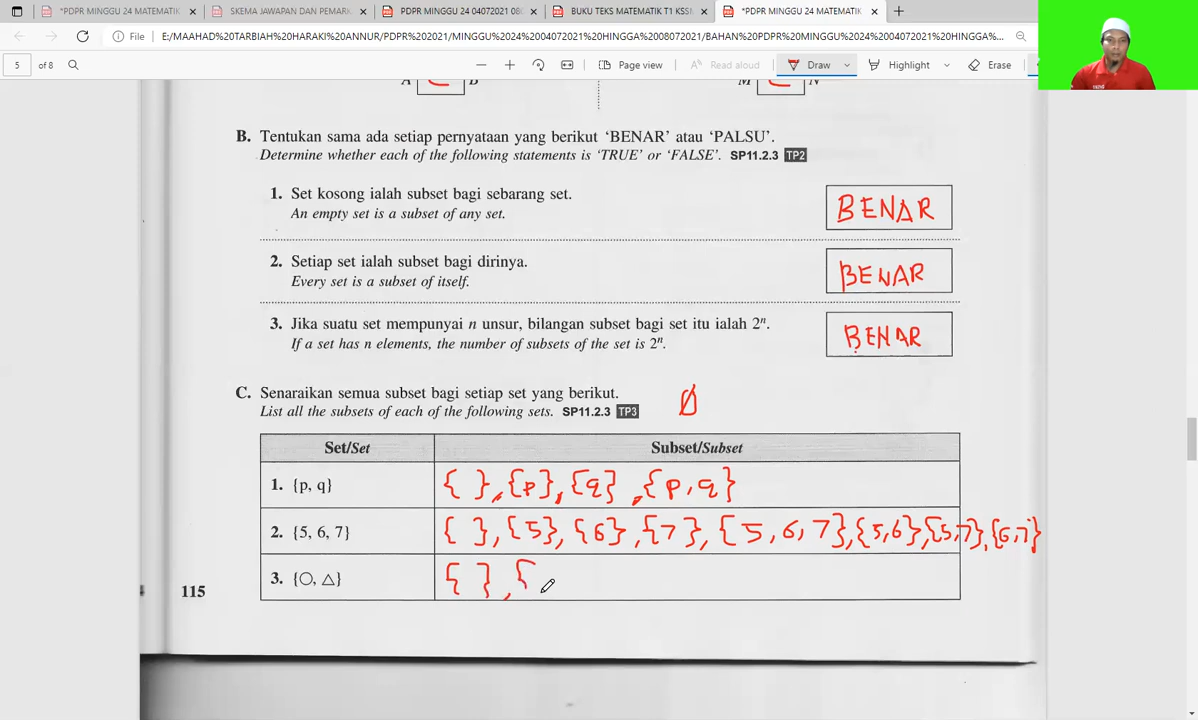 *PDPR MINGGU 24 MATEMATIK
SKEMA JAWAPAN DAN PEMARK
PDPR MINGGU 24 04072021 08
BUKU TEKS MATEMATIK T1 KSSM
*PDPR MINGGU 24 MATEMATIK
File
E:/MAAHAD%20TARBIAH%20HARAKI%20ANNUR/PDPR%202021/MINGGU%2024%2004072021%20HINGGA%2008072021/BAHAN%20PDPR%20MINGGU%2024%2004072021%20HINGGA%...
5 of 8
Page view
Read aloud
Draw
Highlight
Erase
A B
M N
B. Tentukan sama ada setiap pernyataan yang berikut ‘BENAR’ atau ‘PALSU’.
Determine whether each of the following statements is ‘TRUE’ or ‘FALSE’. SP11.2.3 TP2
1. Set kosong ialah subset bagi sebarang set.
BENAR
An empty set is a subset of any set.
2. Setiap set ialah subset bagi dirinya.
BENAR
Every set is a subset of itself.
3. Jika suatu set mempunyai n unsur, bilangan subset bagi set itu ialah 2ⁿ.
BENAR
If a set has n elements, the number of subsets of the set is 2ⁿ.
C. Senaraikan semua subset bagi setiap set yang berikut.
Ø
List all the subsets of each of the following sets. SP11.2.3 TP3
Set/Set Subset/Subset
1. {p, q} { }, {p}, {q}, {p, q}
2. {5, 6, 7} { }, {5}, {6}, {7}, {5, 6, 7}, {5,6}, {5,7}, {6,7}
3. {○, △} { }, {
115